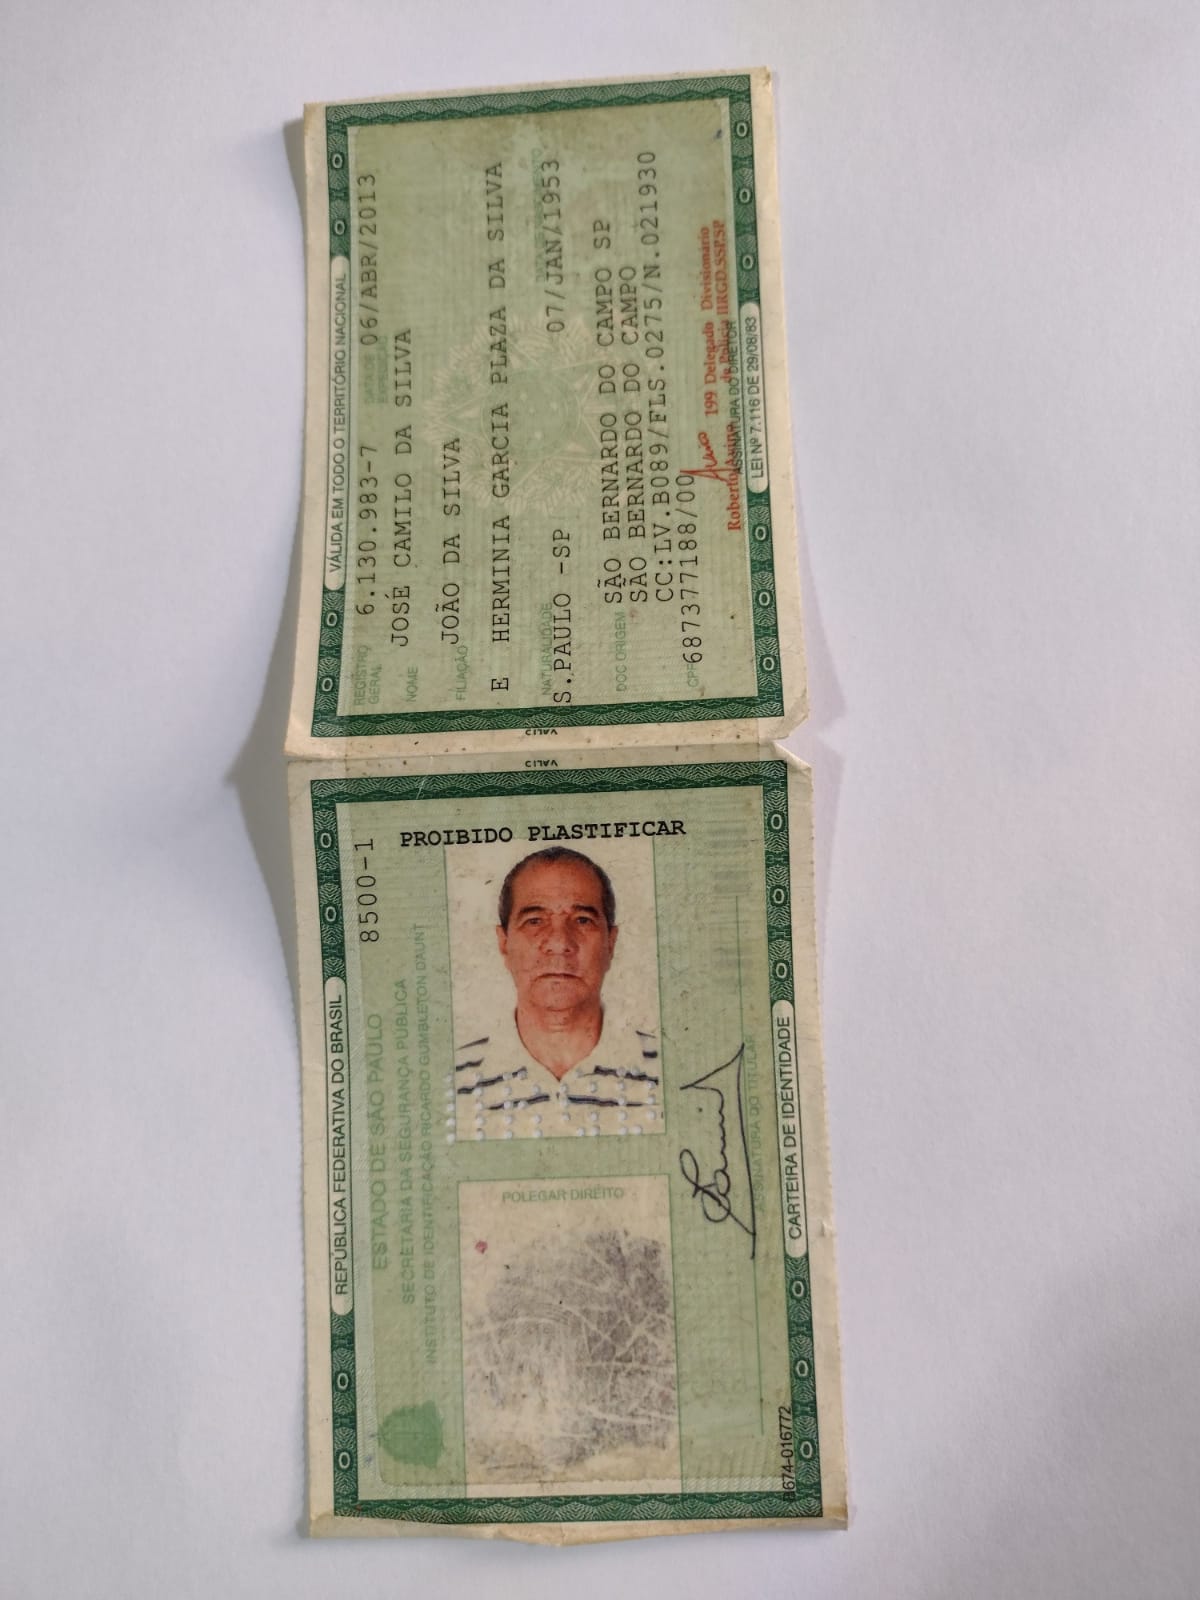 VÁLIDA EM TODO O TERRITÓRIO NACIONAL
REGISTRO GERAL 6.130.983-7 DATA DE EXPEDIÇÃO 06/ABR/2013
NOME JOSÉ CAMILO DA SILVA
FILIAÇÃO JOÃO DA SILVA
E HERMINIA GARCIA PLAZA DA SILVA
NATURALIDADE DATA DE NASCIMENTO
S.PAULO -SP 07/JAN/1953
DOC ORIGEM SÃO BERNARDO DO CAMPO SP
SÃO BERNARDO DO CAMPO
CC:LV.B089/FLS.0275/N.021930
CPF 687377188/00
199 Delegado Divisionário
Roberto Avino de Polícia IIRGD.SSP.SP
ASSINATURA DO DIRETOR
LEI Nº 7.116 DE 29/08/83
VALID
VALID
REPÚBLICA FEDERATIVA DO BRASIL
8500-1
ESTADO DE SÃO PAULO
SECRETARIA DA SEGURANÇA PÚBLICA
INSTITUTO DE IDENTIFICAÇÃO RICARDO GUMBLETON DAUNT
PROIBIDO PLASTIFICAR
POLEGAR DIREITO
ASSINATURA DO TITULAR
CARTEIRA DE IDENTIDADE
674-016772